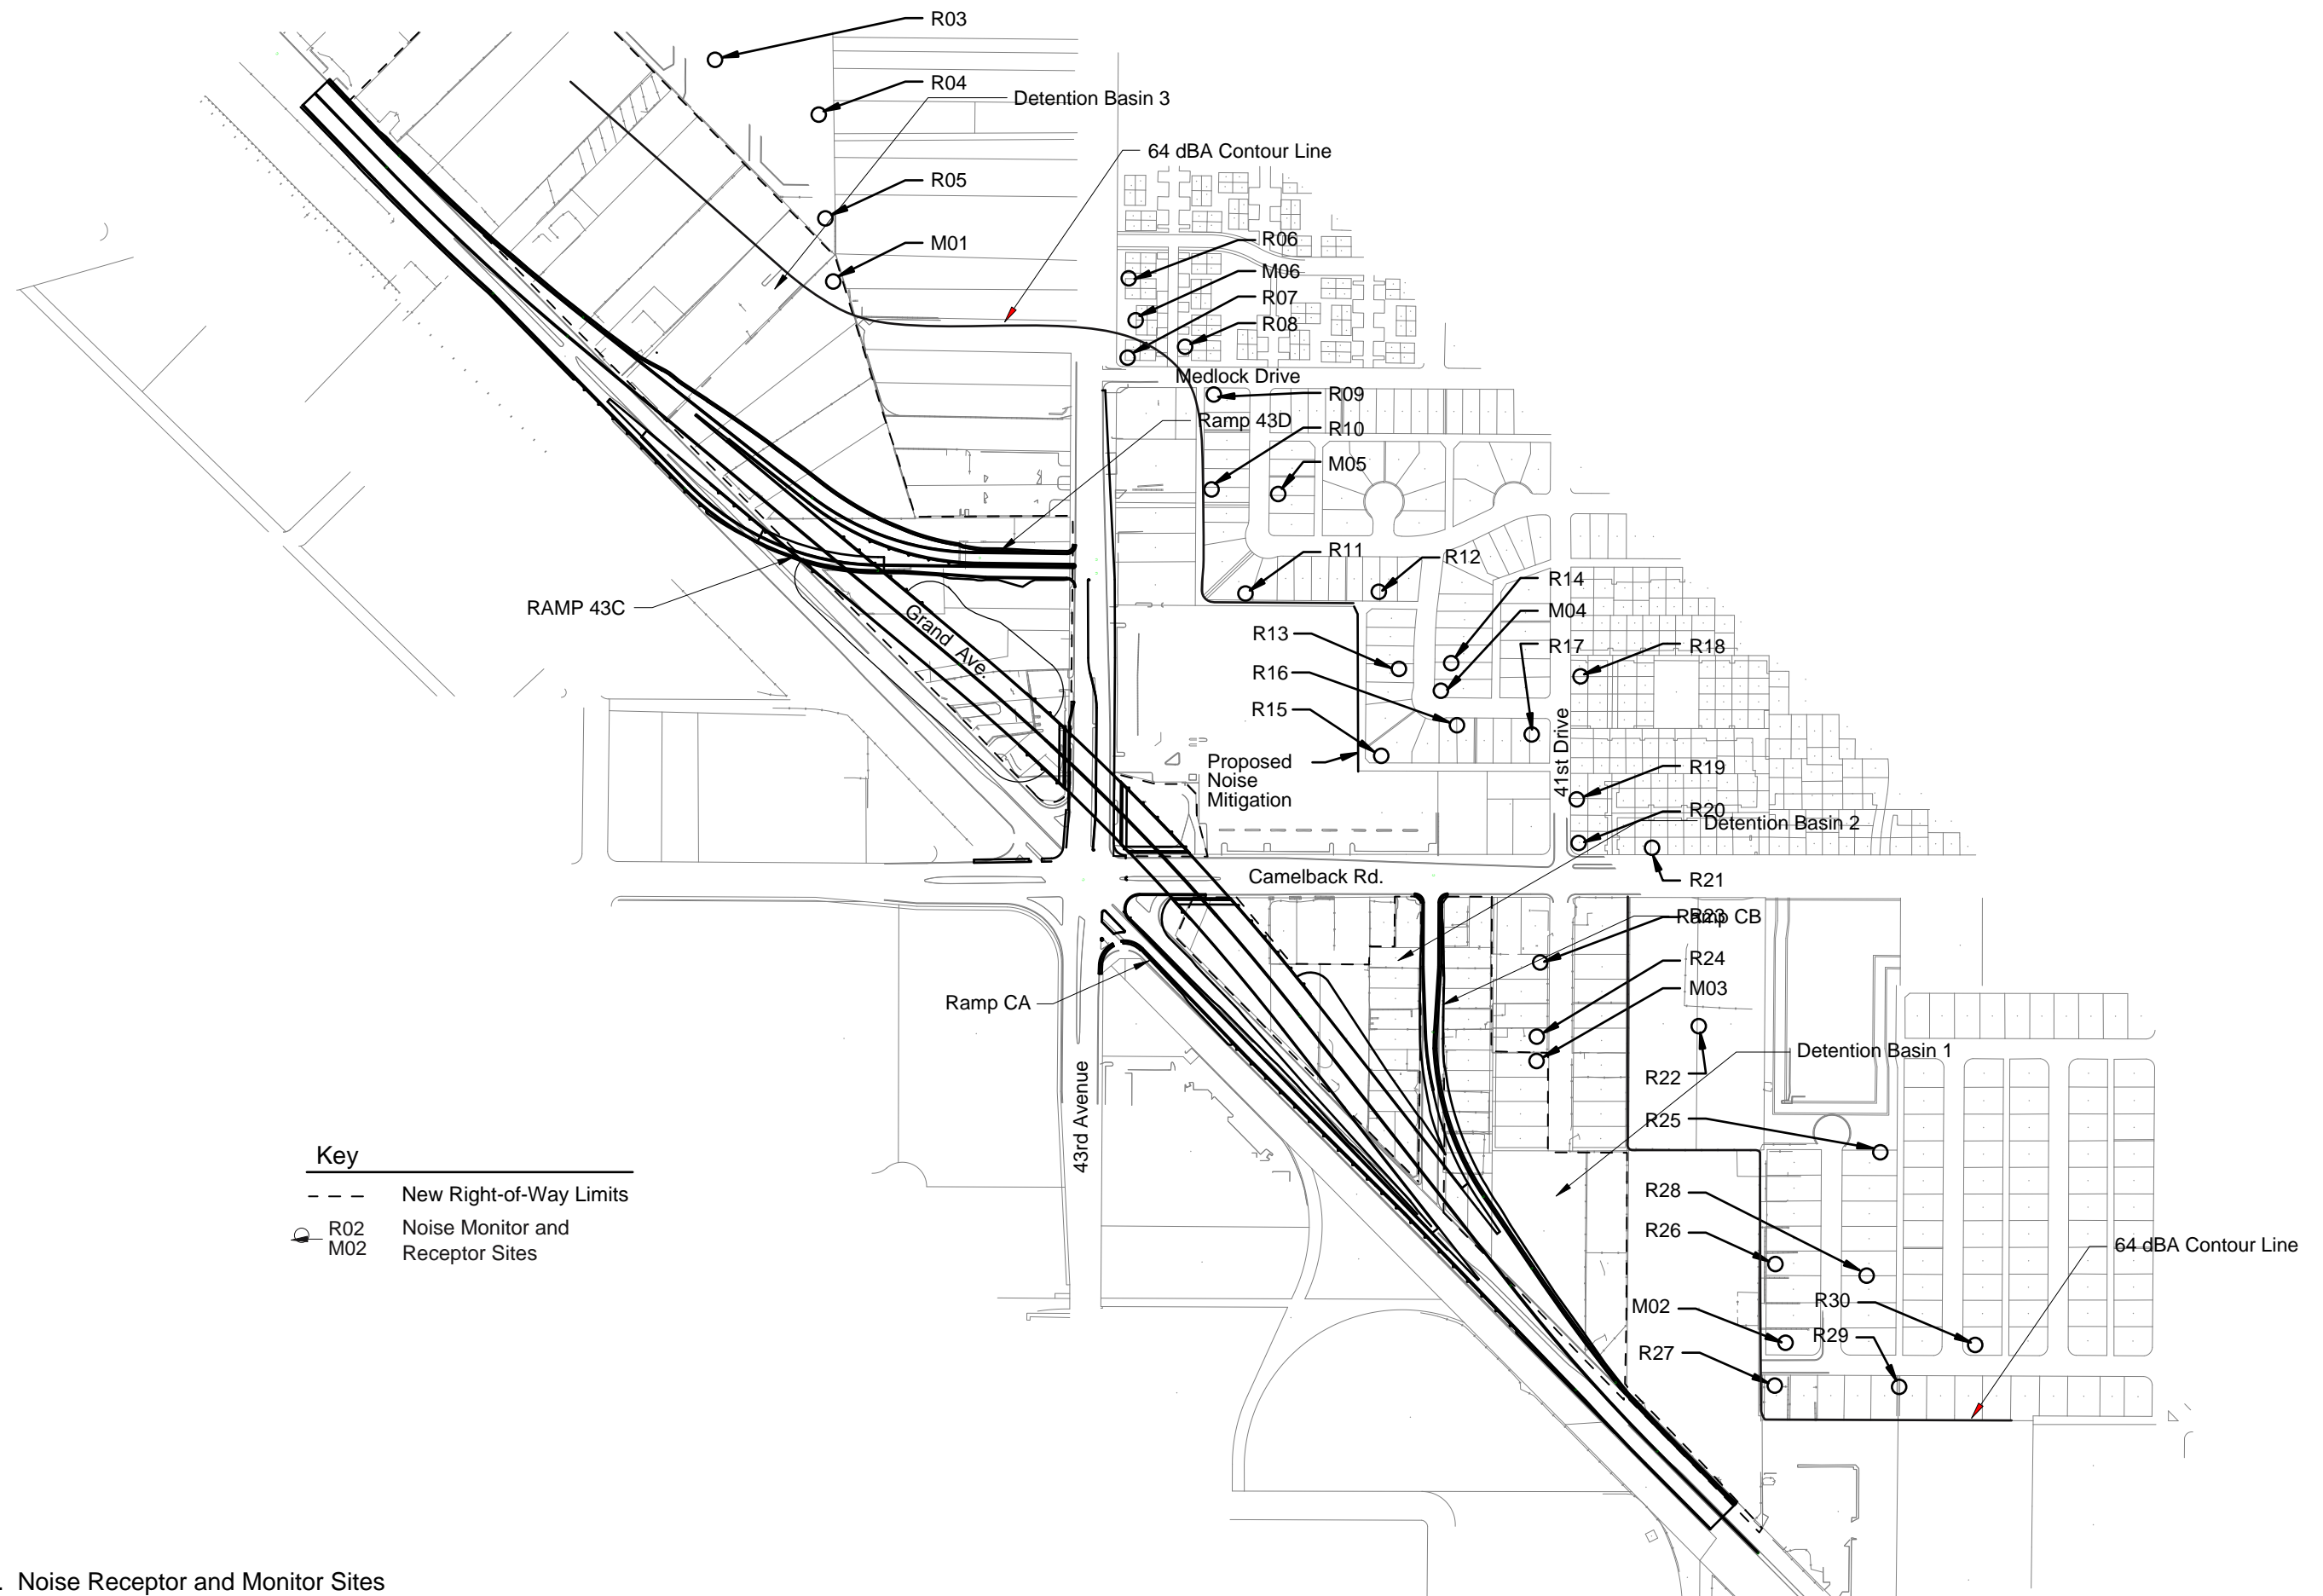 R03
R04
Detention Basin 3
64 dBA Contour Line
R05
R06
M01
M06
R07
R08
Medlock Drive
R09
Ramp 43D
R10
M05
R11
R12
R14
RAMP 43C
M04
Grand Ave.
R13
R17
R18
R16
R15
41st Drive
Proposed
Noise
Mitigation
R19
R20
Detention Basin 2
Camelback Rd.
R21
R23
Ramp CB
R24
M03
Ramp CA
Detention Basin 1
R22
43rd Avenue
R25
Key
New Right-of-Way Limits
R28
R02
M02
Noise Monitor and
Receptor Sites
R26
64 dBA Contour Line
M02
R30
R29
R27
. Noise Receptor and Monitor Sites